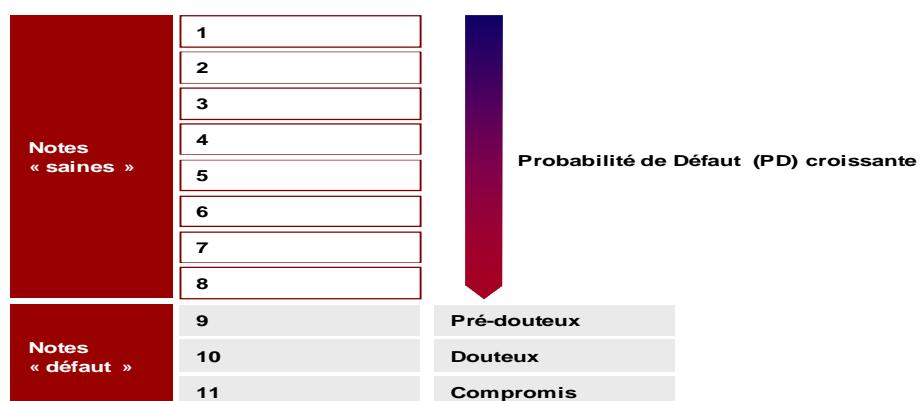 Notes
« saines »
1
2
3
4
5
6
7
8
Probabilité de Défaut (PD) croissante
Notes
« défaut »
9
Pré-douteux
10
Douteux
11
Compromis